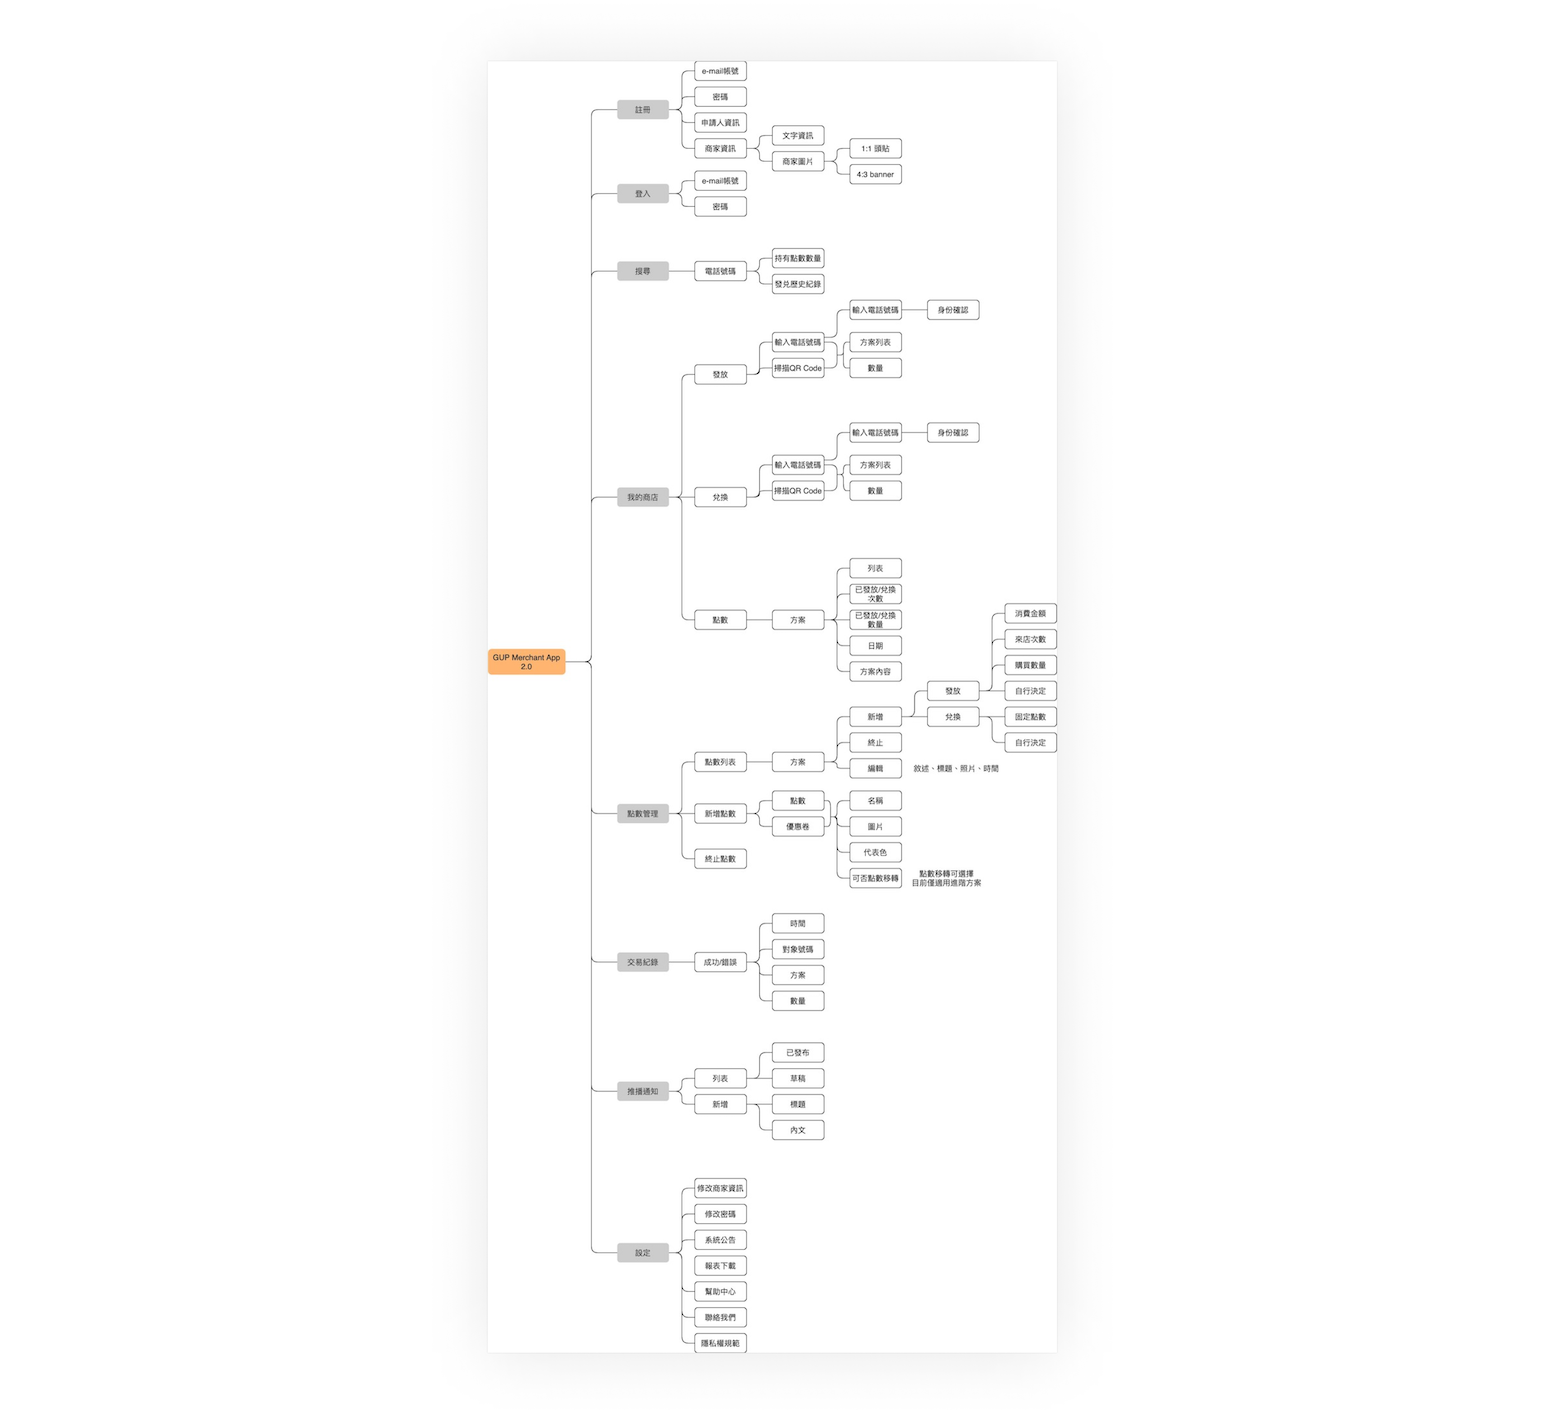 GUP Merchant App
2.0
註冊
e-mail帳號
密碼
申請人資訊
商家資訊
文字資訊
商家圖片
1:1 頭貼
4:3 banner
登入
e-mail帳號
密碼
搜尋
電話號碼
持有點數數量
發兌歷史紀錄
我的商店
發放
輸入電話號碼
掃描QR Code
輸入電話號碼
身份確認
方案列表
數量
兌換
輸入電話號碼
掃描QR Code
輸入電話號碼
身份確認
方案列表
數量
點數
方案
列表
已發放/兌換
次數
已發放/兌換
數量
日期
方案內容
點數管理
點數列表
方案
新增
發放
消費金額
來店次數
購買數量
自行決定
兌換
固定點數
自行決定
終止
編輯
敘述、標題、照片、時間
新增點數
點數
優惠卷
名稱
圖片
代表色
可否點數移轉
點數移轉可選擇
目前僅適用進階方案
終止點數
交易紀錄
成功/錯誤
時間
對象號碼
方案
數量
推播通知
列表
已發布
草稿
新增
標題
內文
設定
修改商家資訊
修改密碼
系統公告
報表下載
幫助中心
聯絡我們
隱私權規範